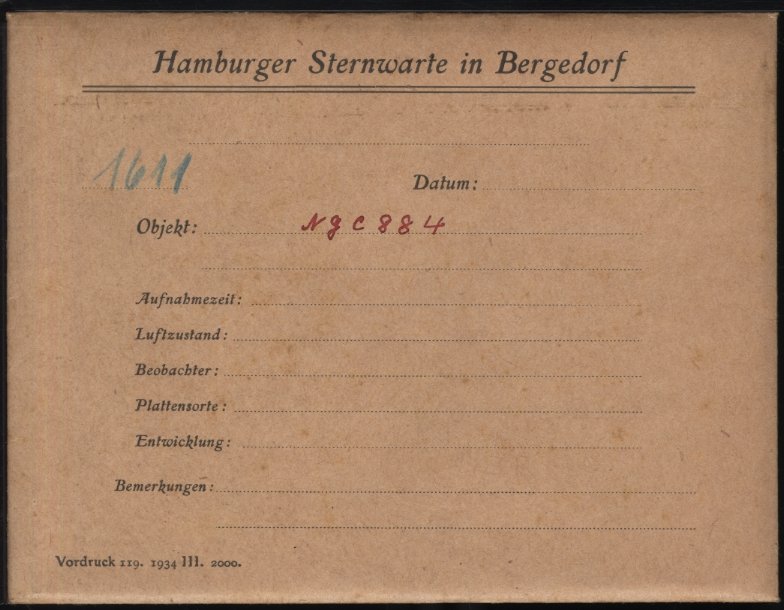 Hamburger Sternwarte in Bergedorf
1611
Datum:
Objekt: NGC 884
Aufnahmezeit:
Luftzustand:
Beobachter:
Plattensorte:
Entwicklung:
Bemerkungen:
Vordruck 119. 1934 III. 2000.